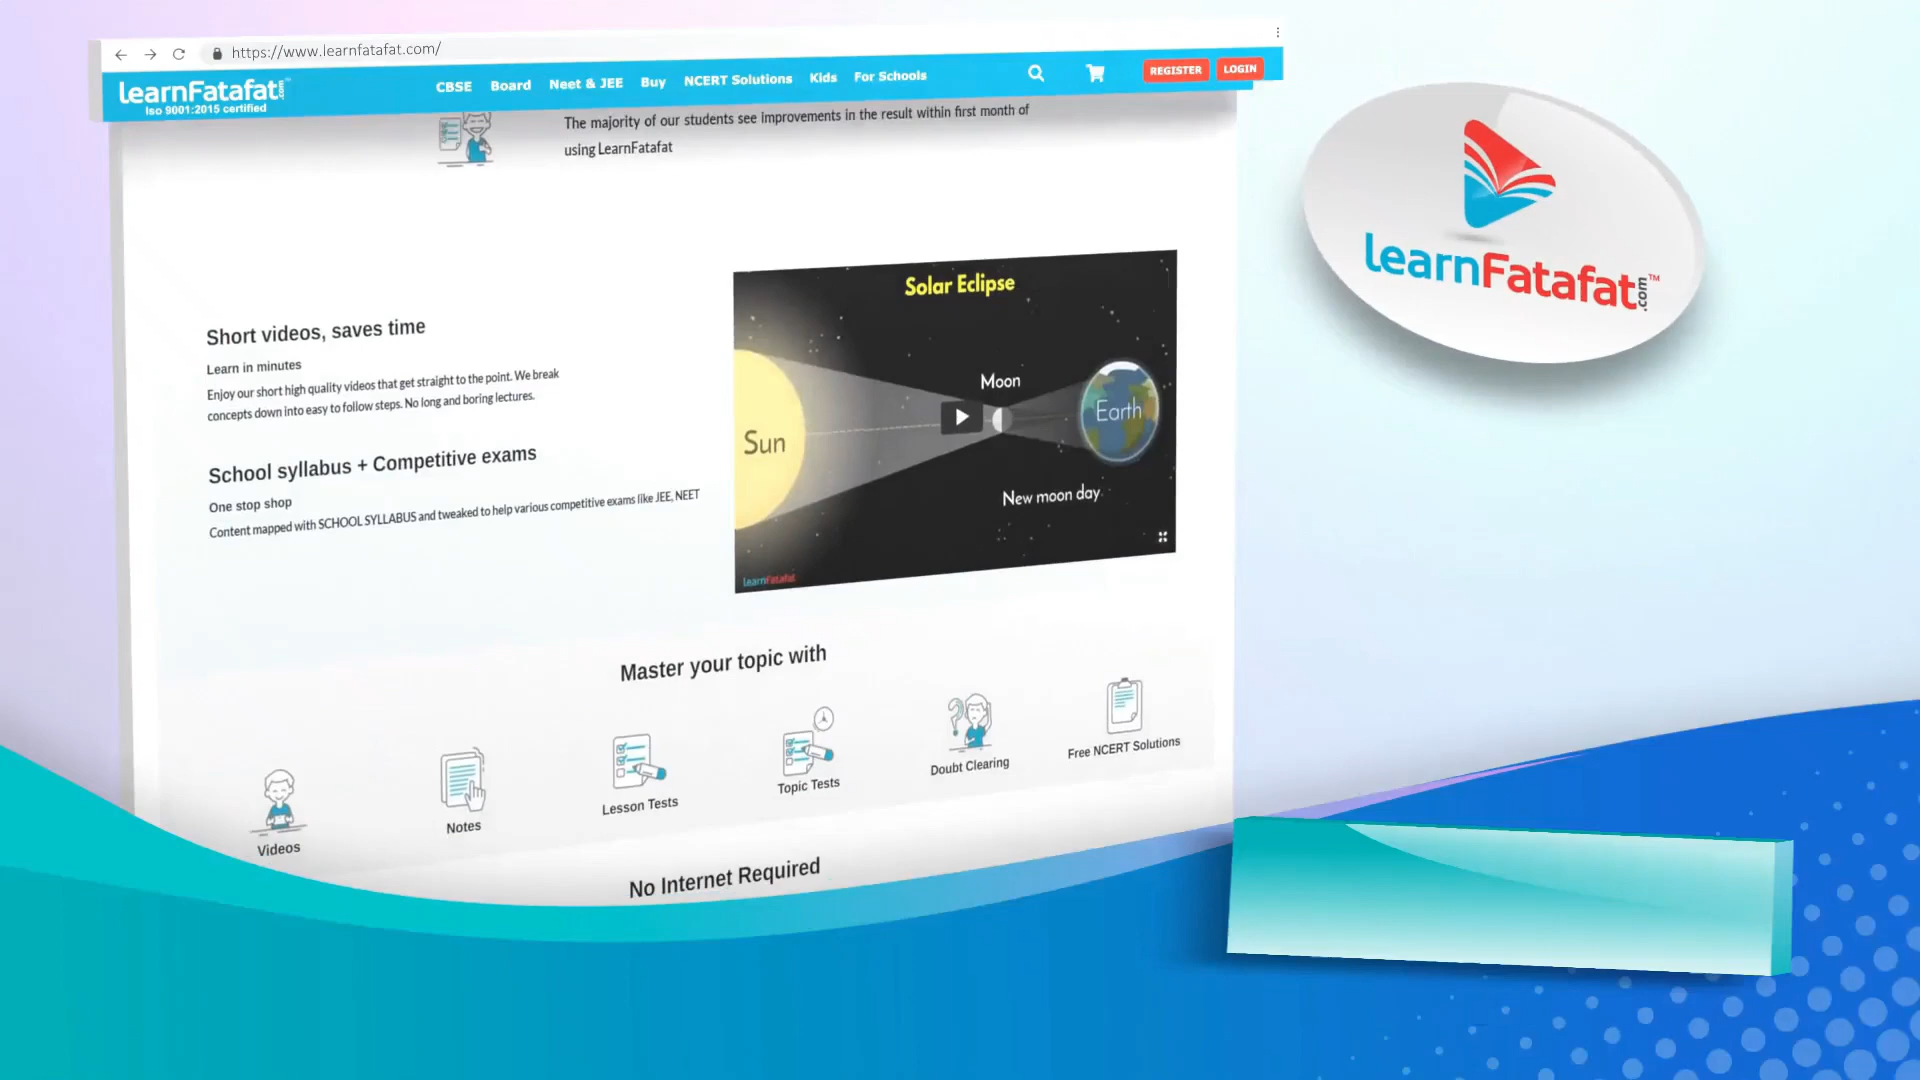 https://www.learnfatafat.com/
learnFatafat.com
Iso 9001:2015 certified
CBSE Board Neet & JEE Buy NCERT Solutions Kids For Schools
REGISTER LOGIN
The majority of our students see improvements in the result within first month of
using LearnFatafat
learnFatafat.com™
Short videos, saves time
Learn in minutes
Enjoy our short high quality videos that get straight to the point. We break
concepts down into easy to follow steps. No long and boring lectures.
School syllabus + Competitive exams
One stop shop
Content mapped with SCHOOL SYLLABUS and tweaked to help various competitive exams like JEE, NEET
Solar Eclipse
Moon
Earth
Sun
New moon day
learnfatafat
Master your topic with
Videos
Notes
Lesson Tests
Topic Tests
Doubt Clearing
Free NCERT Solutions
No Internet Required